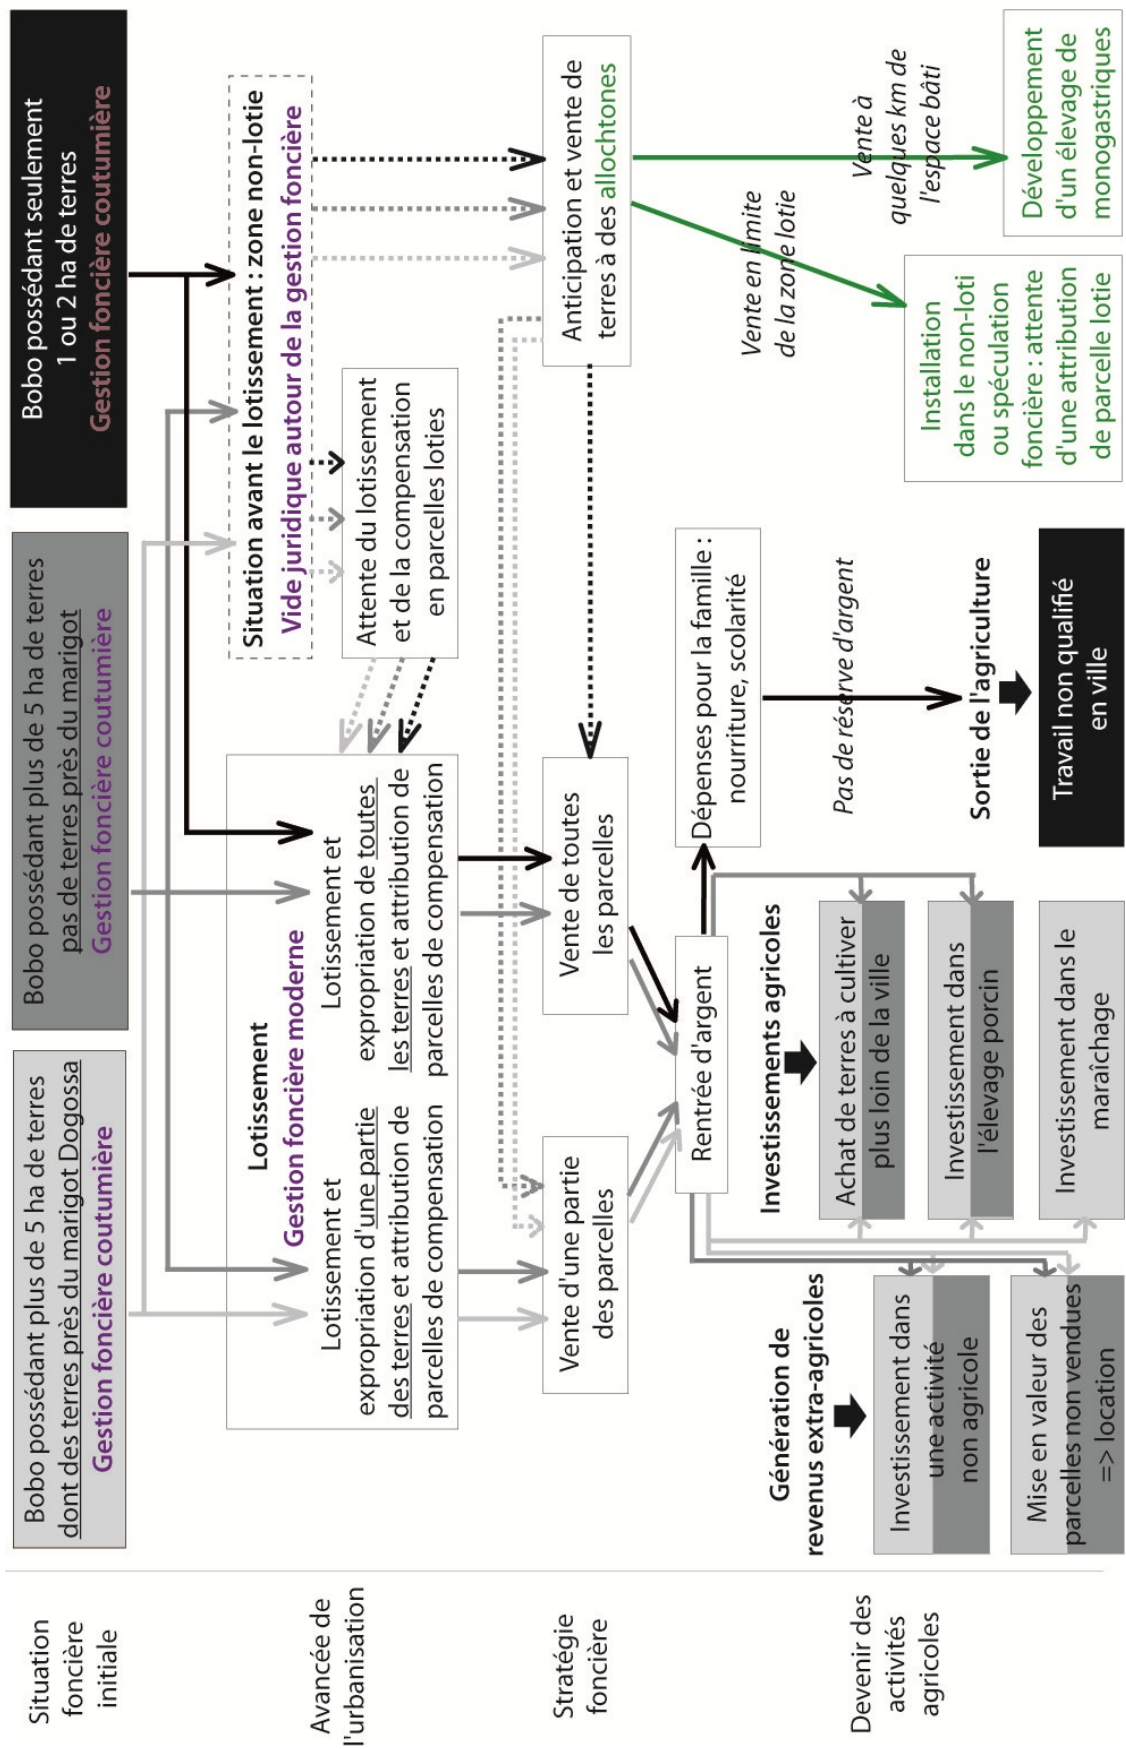 Situation
foncière
initiale
Bobo possédant plus de 5 ha de terres
dont des terres près du marigot Dogossa
Gestion foncière coutumière
Bobo possédant plus de 5 ha de terres
pas de terres près du marigot
Gestion foncière coutumière
Bobo possédant seulement
1 ou 2 ha de terres
Gestion foncière coutumière
Avancée de
l'urbanisation
Lotissement
Gestion foncière moderne
Lotissement et
expropriation d'une partie
des terres et attribution de
parcelles de compensation
Lotissement et
expropriation de toutes
les terres et attribution de
parcelles de compensation
Situation avant le lotissement : zone non-lotie
Vide juridique autour de la gestion foncière
Attente du lotissement
et de la compensation
en parcelles loties
Stratégie
foncière
Vente d'une partie
des parcelles
Vente de toutes
les parcelles
Anticipation et vente de
terres à des allochtones
Rentrée d'argent
Dépenses pour la famille :
nourriture, scolarité
Vente en limite
de la zone lotie
Vente à
quelques km de
l'espace bâti
Devenir des
activités
agricoles
Génération de
revenus extra-agricoles
Investissement dans
une activité
non agricole
Mise en valeur des
parcelles non vendues
=> location
Investissements agricoles
Achat de terres à cultiver
plus loin de la ville
Investissement dans
l'élevage porcin
Investissement dans le
maraîchage
Pas de réserve d'argent
Sortie de l'agriculture
Travail non qualifié
en ville
Installation
dans le non-loti
ou spéculation
foncière : attente
d'une attribution
de parcelle lotie
Développement
d'un élevage de
monogastriques